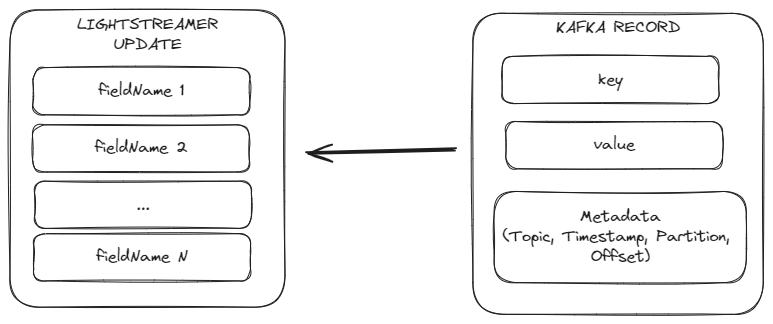 LIGHTSTREAMER
UPDATE
fieldName 1
fieldName 2
...
fieldName N
KAFKA RECORD
key
value
Metadata
(Topic, Timestamp, Partition,
Offset)